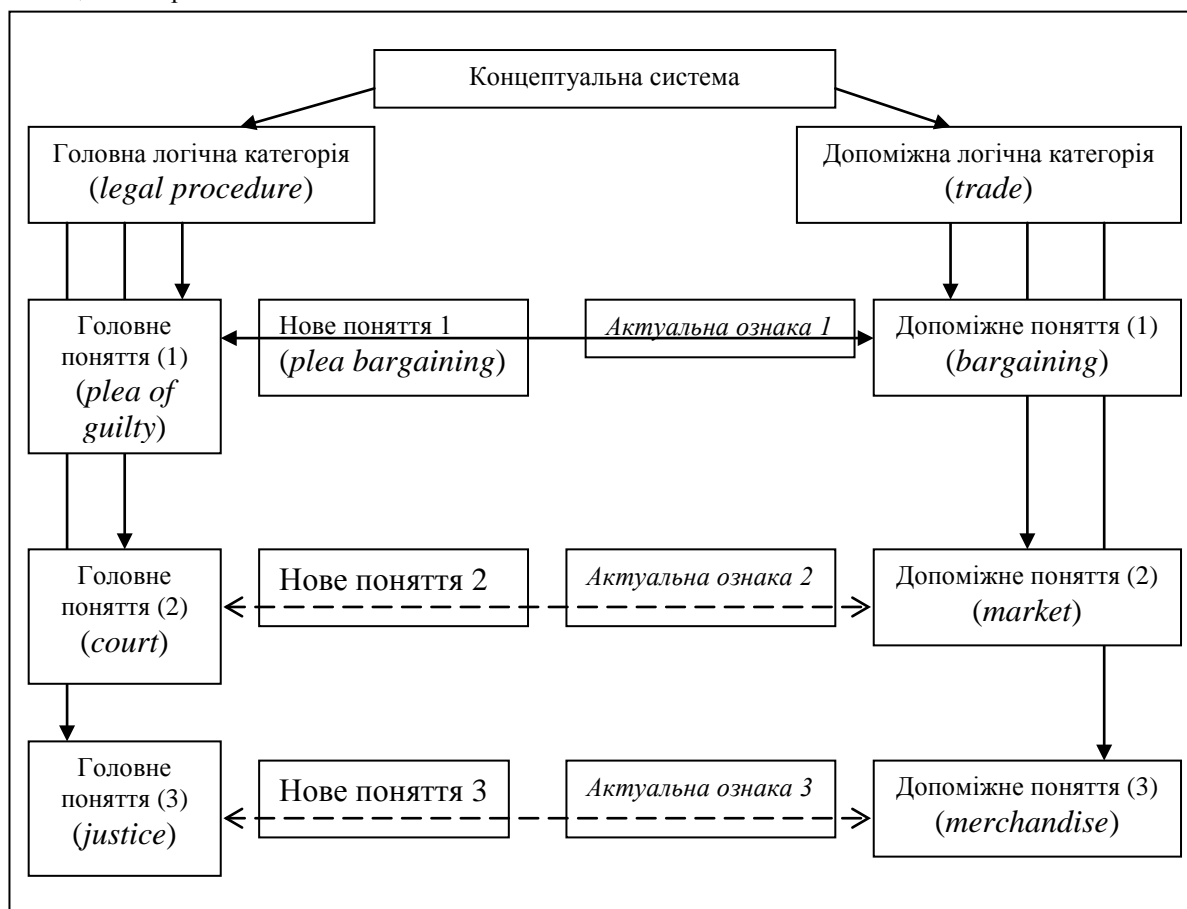 Концептуальна система
Головна логічна категорія
(legal procedure)
Допоміжна логічна категорія
(trade)
Головне
поняття (1)
(plea of
guilty)
Нове поняття 1
(plea bargaining)
Актуальна ознака 1
Допоміжне поняття (1)
(bargaining)
Головне
поняття (2)
(court)
Нове поняття 2
Актуальна ознака 2
Допоміжне поняття (2)
(market)
Головне
поняття (3)
(justice)
Нове поняття 3
Актуальна ознака 3
Допоміжне поняття (3)
(merchandise)